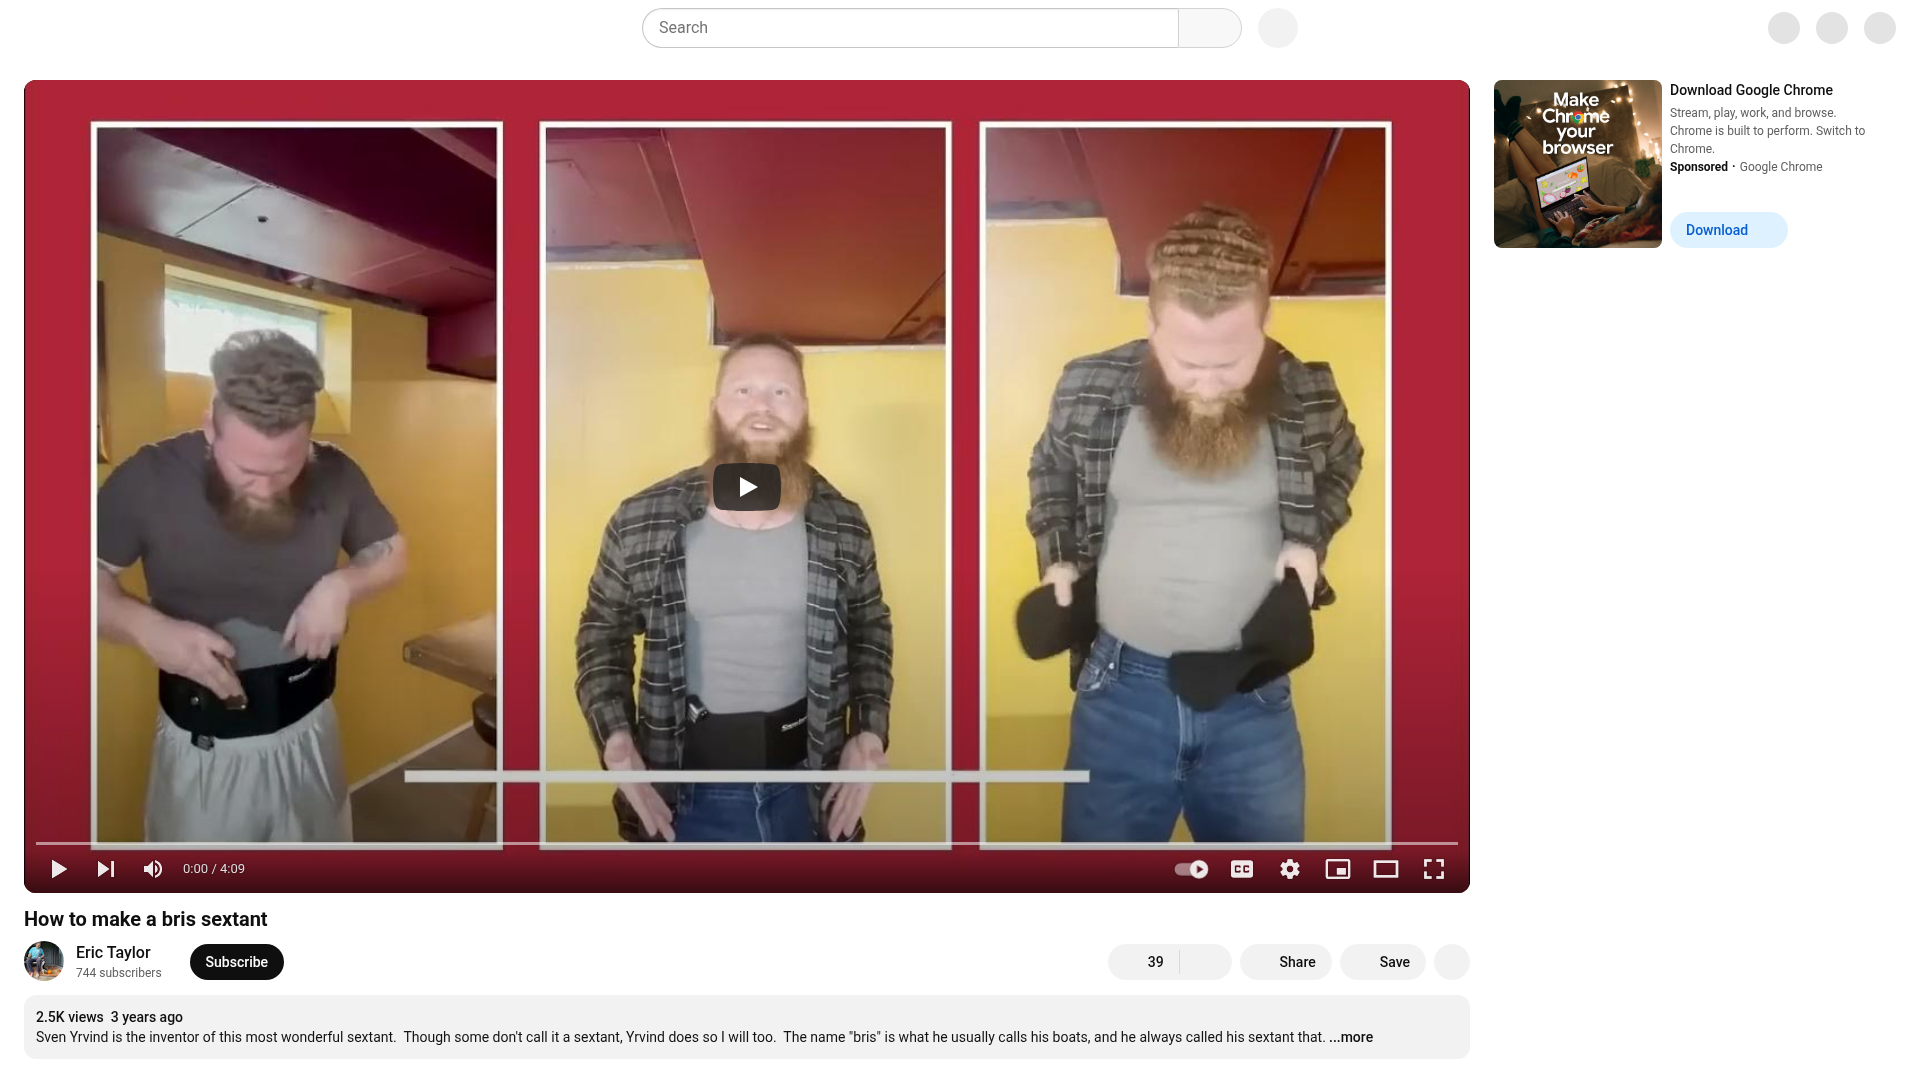 Search
Make
Chrome
your
browser
Download Google Chrome
Stream, play, work, and browse.
Chrome is built to perform. Switch to
Chrome.
Sponsored · Google Chrome
Download
0:00 / 4:09
CC
How to make a bris sextant
Eric Taylor
744 subscribers
Subscribe
39
Share
Save
2.5K views 3 years ago
Sven Yrvind is the inventor of this most wonderful sextant. Though some don't call it a sextant, Yrvind does so I will too. The name "bris" is what he usually calls his boats, and he always called his sextant that. ...more